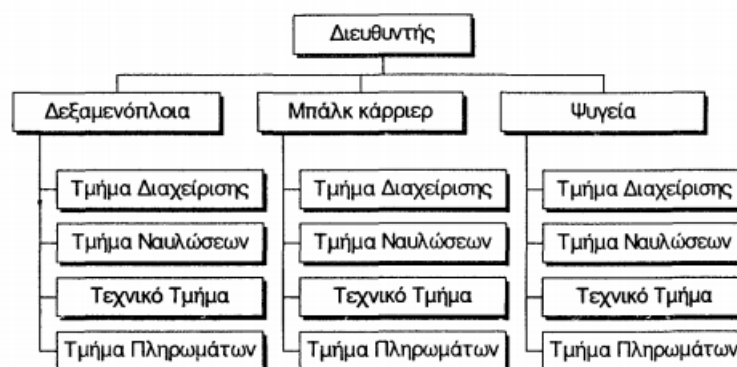 Διευθυντής
Δεξαμενόπλοια
Μπάλκ κάρριερ
Ψυγεία
Τμήμα Διαχείρισης
Τμήμα Διαχείρισης
Τμήμα Διαχείρισης
Τμήμα Ναυλώσεων
Τμήμα Ναυλώσεων
Τμήμα Ναυλώσεων
Τεχνικό Τμήμα
Τεχνικό Τμήμα
Τεχνικό Τμήμα
Τμήμα Πληρωμάτων
Τμήμα Πληρωμάτων
Τμήμα Πληρωμάτων